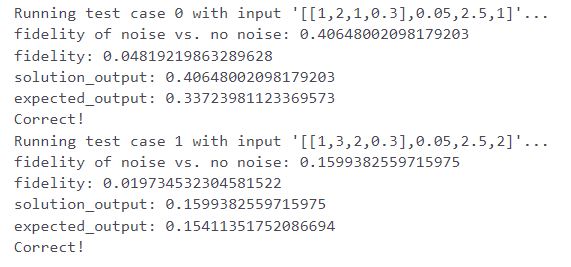 Running test case 0 with input '[[1,2,1,0.3],0.05,2.5,1]'...
fidelity of noise vs. no noise: 0.40648002098179203
fidelity: 0.04819219863289628
solution_output: 0.40648002098179203
expected_output: 0.33723981123369573
Correct!
Running test case 1 with input '[[1,3,2,0.3],0.05,2.5,2]'...
fidelity of noise vs. no noise: 0.1599382559715975
fidelity: 0.019734532304581522
solution_output: 0.1599382559715975
expected_output: 0.15411351752086694
Correct!